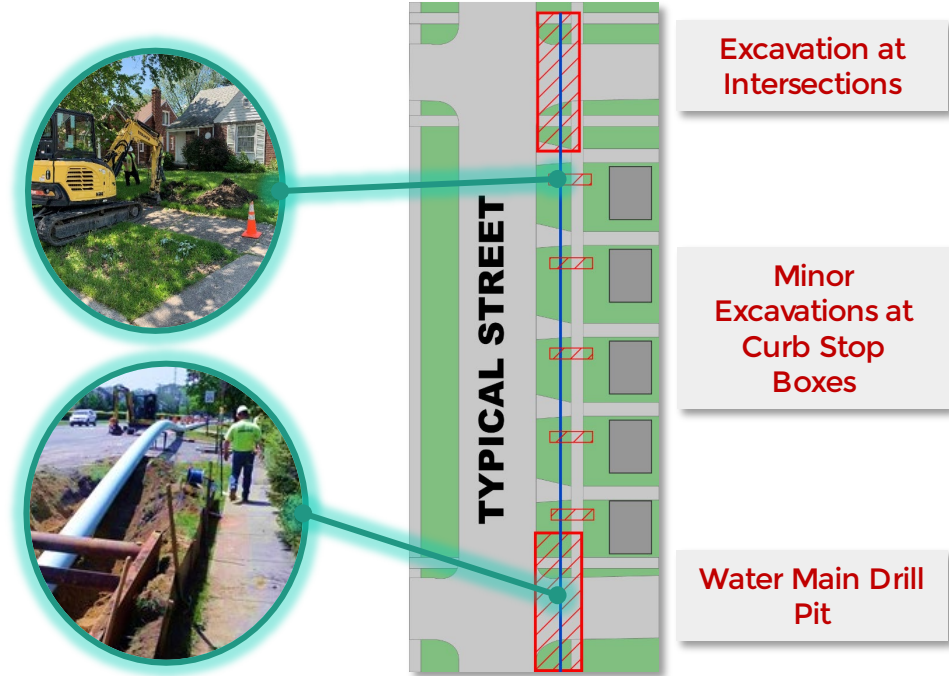 Excavation at
Intersections
TYPICAL STREET
Minor
Excavations at
Curb Stop
Boxes
Water Main Drill
Pit